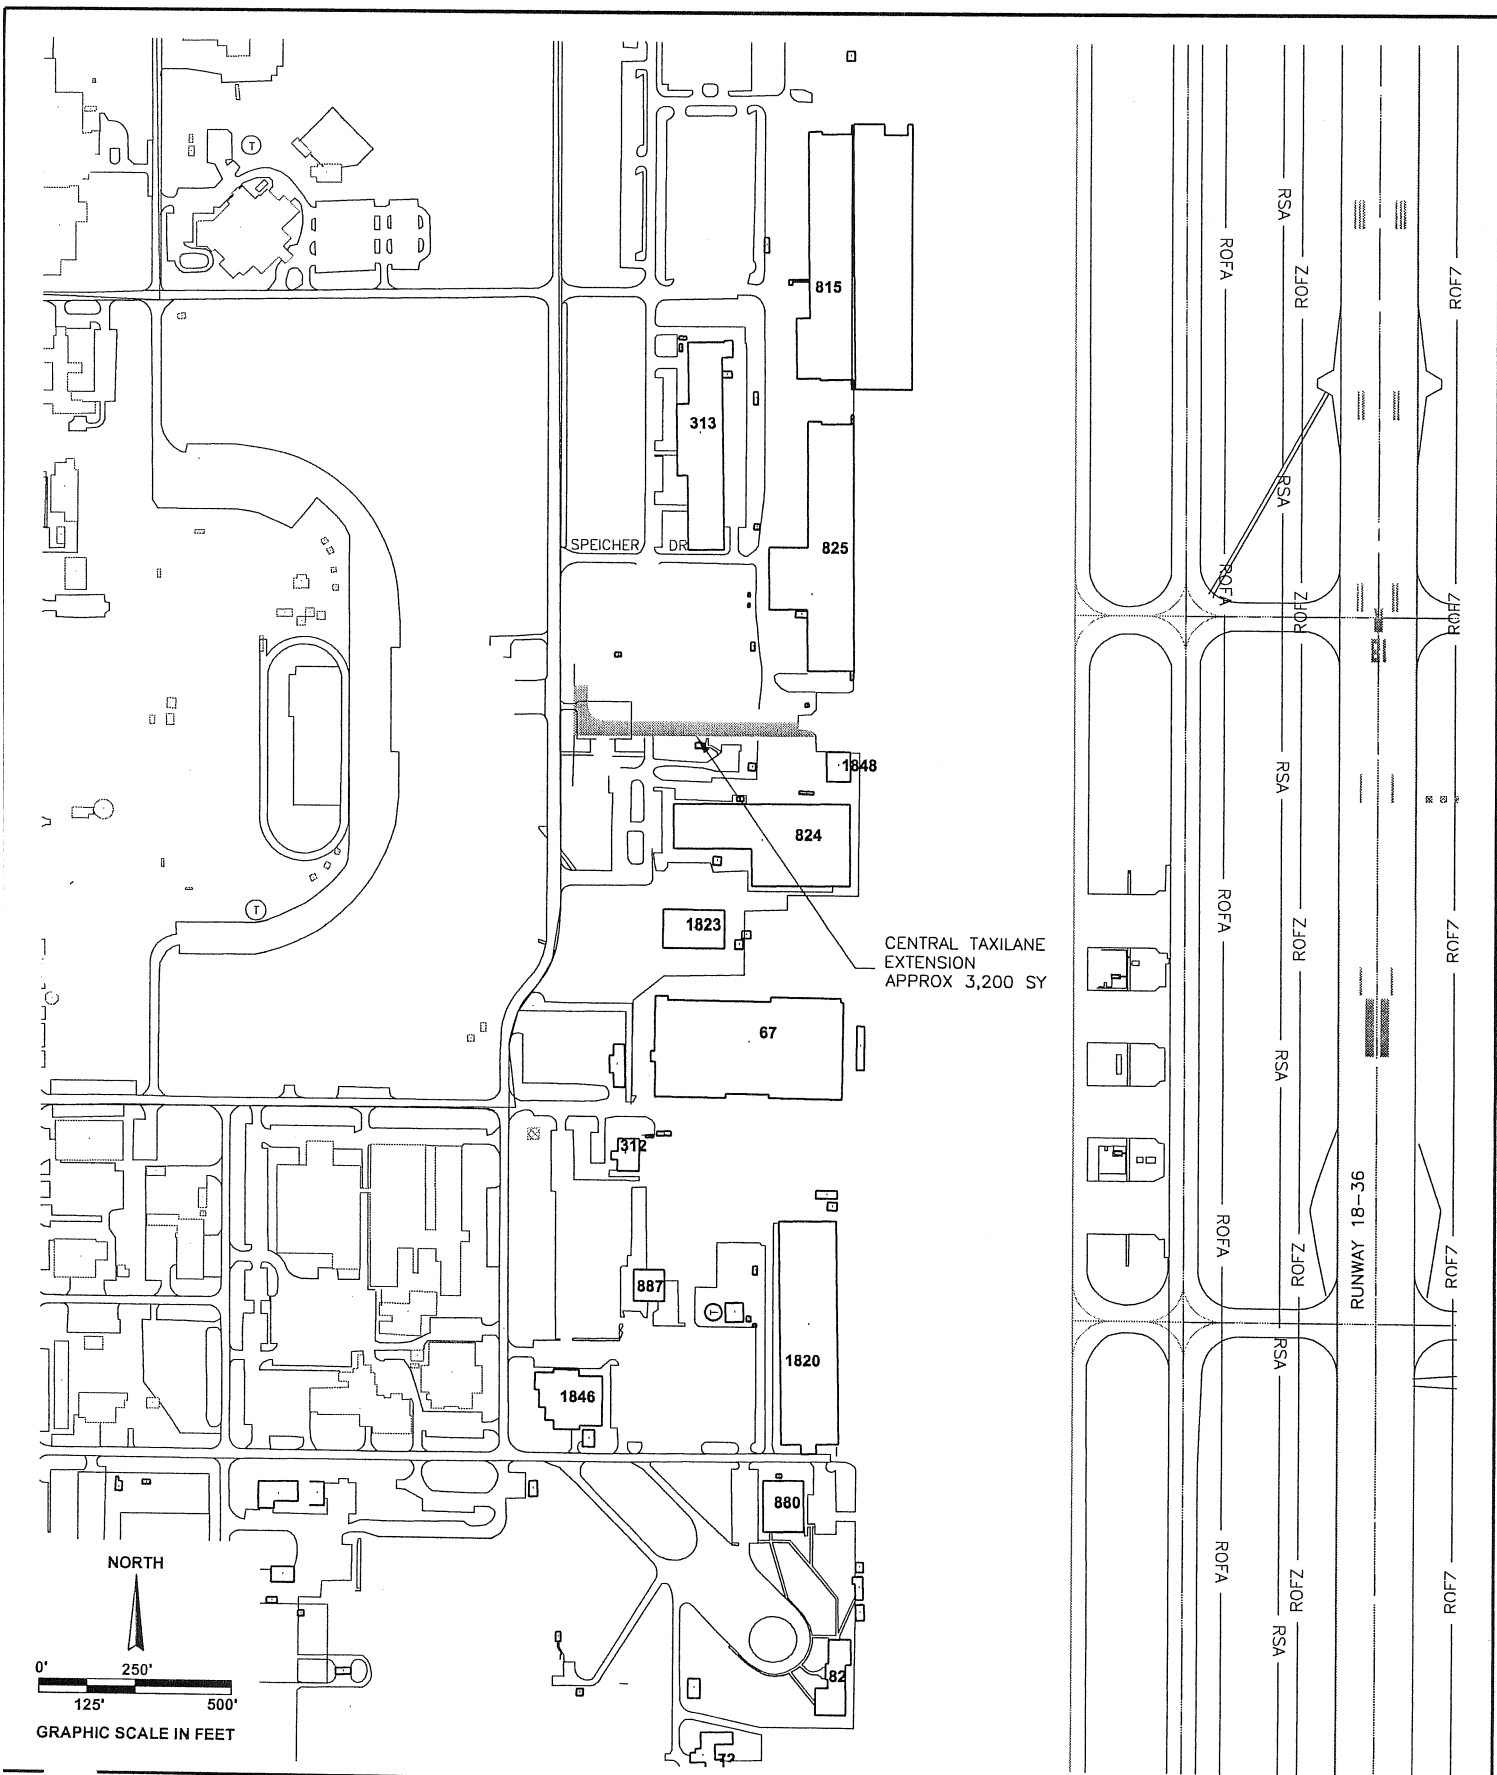 T
RSA
ROFA
ROFZ
ROF7
815
313
825
SPEICHER DR
RSA
ROFA
ROFZ
ROF7
1848
RSA
824
T
1823
ROFA
ROFZ
ROF7
CENTRAL TAXILANE
EXTENSION
APPROX 3,200 SY
67
RSA
312
RUNWAY 18-36
ROFA
ROFZ
ROF7
887
T
1820
RSA
1846
880
NORTH
ROFA
ROFZ
ROF7
RSA
82
0' 250'
125' 500'
GRAPHIC SCALE IN FEET
72